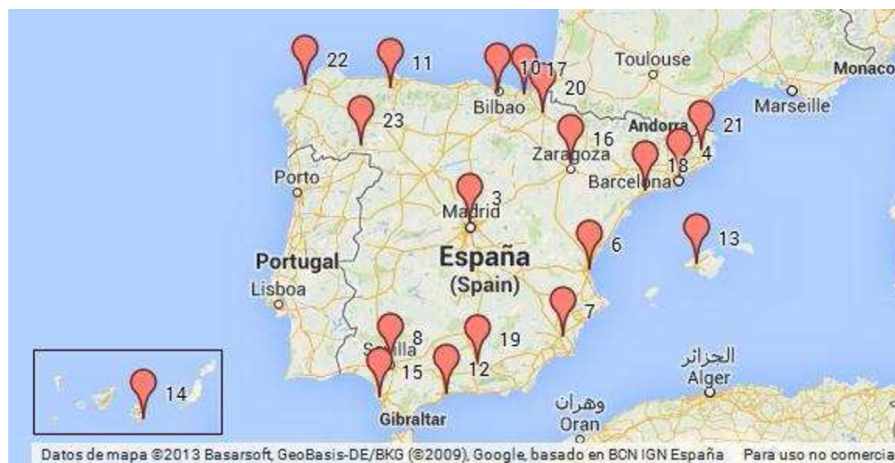 22
11
10
17
20
Toulouse
Monaco
Bilbao
Marseille
23
16
Andorra
21
Zaragoza
4
18
Barcelona
Porto
3
Madrid
6
13
España
(Spain)
Portugal
Lisboa
7
8
19
Sevilla
15
12
14
Gibraltar
الجزائر
Alger
وهران
Oran
Datos de mapa ©2013 Basarsoft, GeoBasis-DE/BKG (©2009), Google, basado en BCN IGN España Para uso no comercia